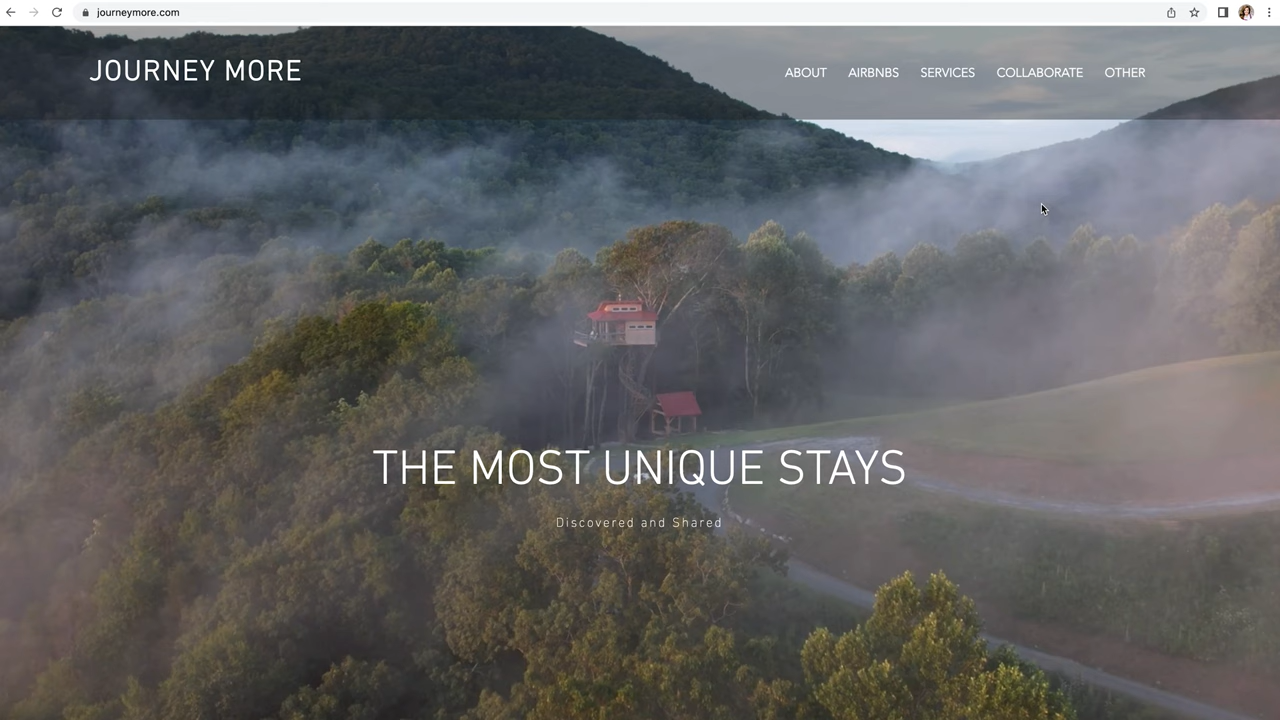 journeymore.com
JOURNEY MORE
ABOUT AIRBNBS SERVICES COLLABORATE OTHER
THE MOST UNIQUE STAYS
Discovered and Shared